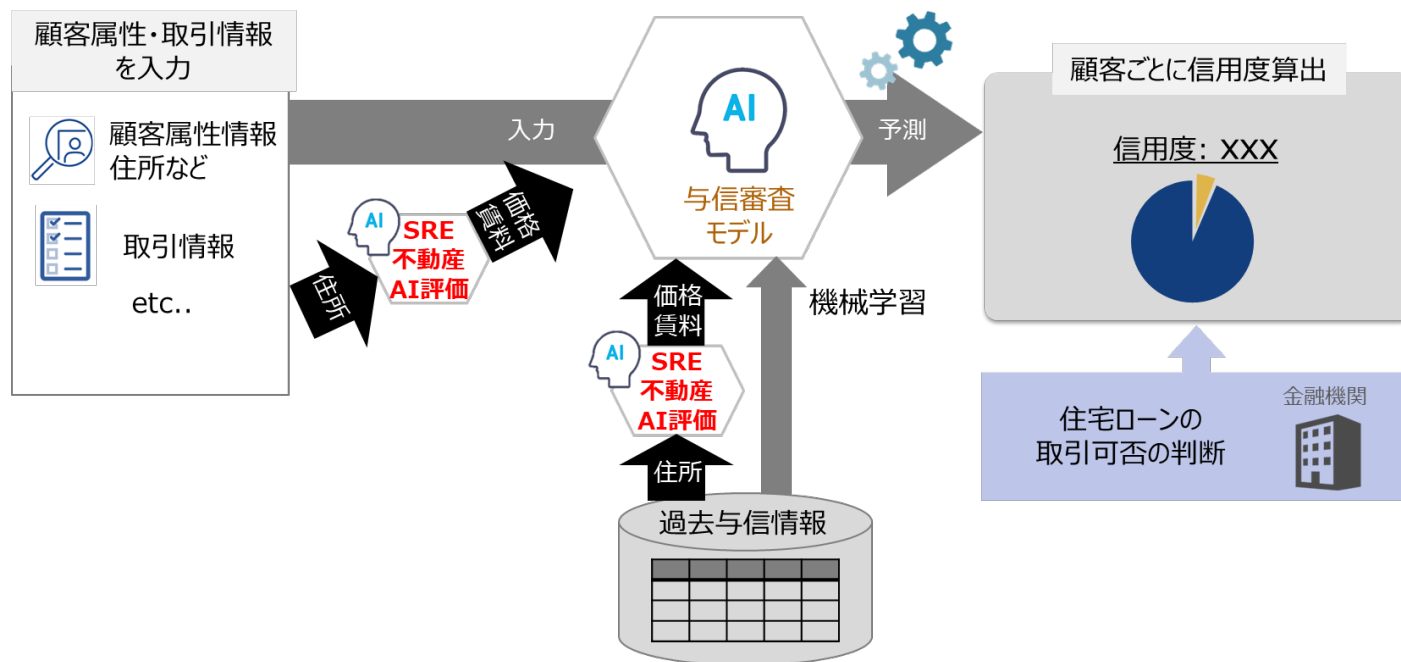 顧客属性・取引情報
を入力
顧客属性情報
住所など
取引情報
etc..
住所
AI
SRE
不動産
AI評価
価格
賃料
入力
AI
与信審査
モデル
予測
価格
賃料
機械学習
AI
SRE
不動産
AI評価
住所
過去与信情報
顧客ごとに信用度算出
信用度: XXX
金融機関
住宅ローンの
取引可否の判断